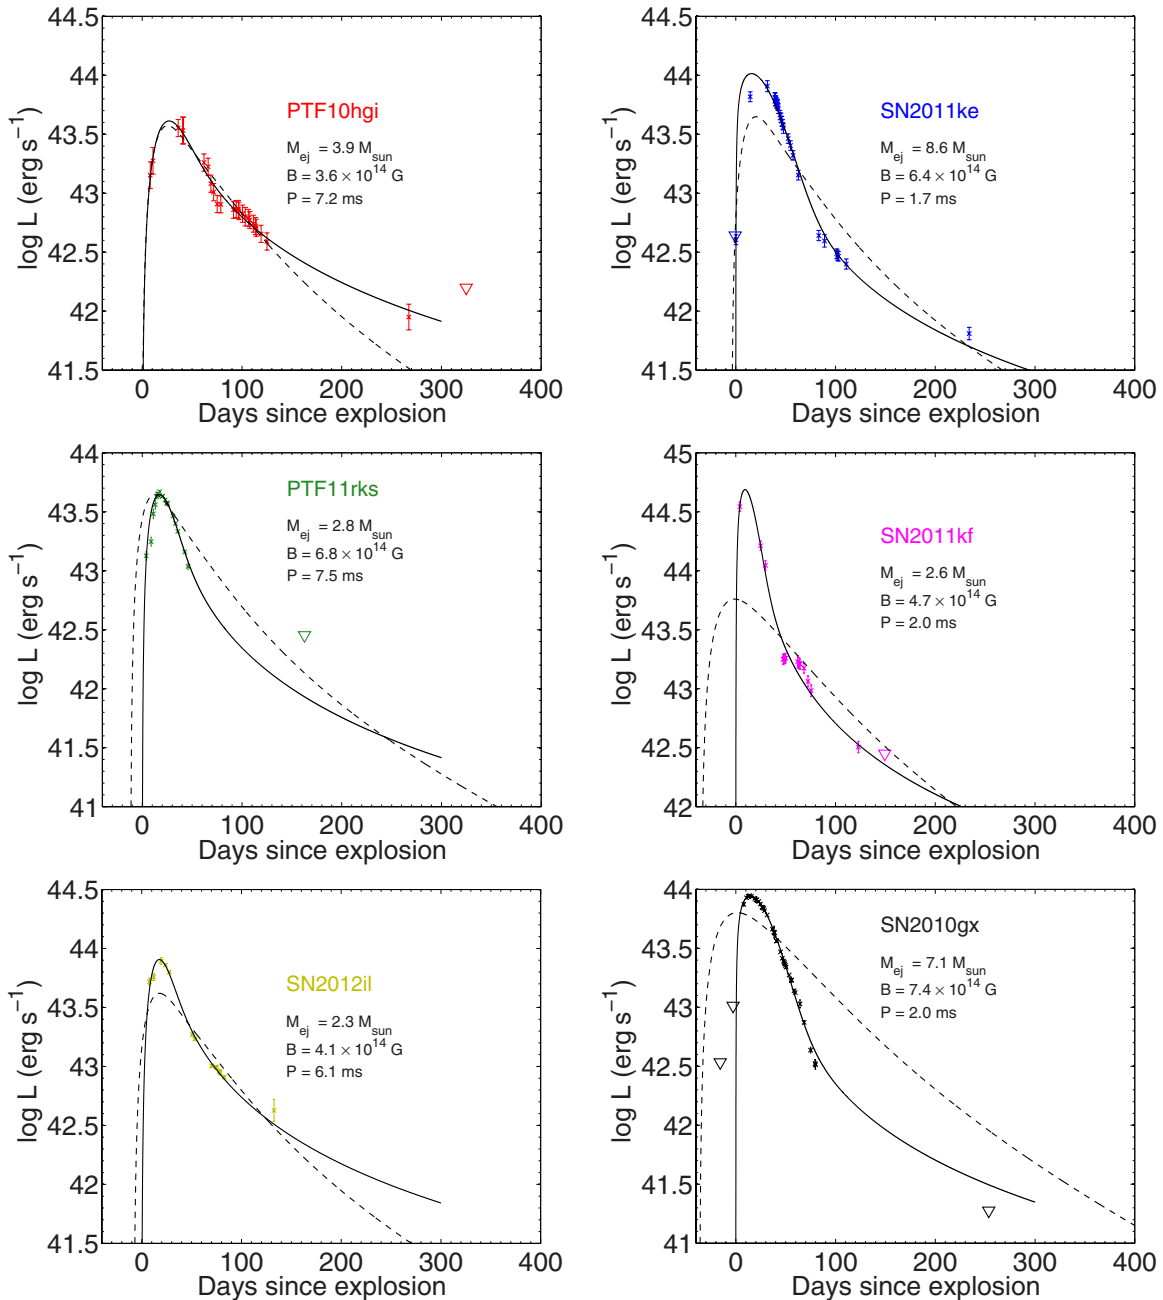 PTF10hgi
M_ej = 3.9 M_sun
B = 3.6 × 10^14 G
P = 7.2 ms
log L (erg s^−1)
44
43.5
43
42.5
42
41.5
0 100 200 300 400
Days since explosion
SN2011ke
M_ej = 8.6 M_sun
B = 6.4 × 10^14 G
P = 1.7 ms
log L (erg s^−1)
44.5
44
43.5
43
42.5
42
41.5
0 100 200 300 400
Days since explosion
PTF11rks
M_ej = 2.8 M_sun
B = 6.8 × 10^14 G
P = 7.5 ms
log L (erg s^−1)
44
43.5
43
42.5
42
41.5
41
0 100 200 300 400
Days since explosion
SN2011kf
M_ej = 2.6 M_sun
B = 4.7 × 10^14 G
P = 2.0 ms
log L (erg s^−1)
45
44.5
44
43.5
43
42.5
42
0 100 200 300 400
Days since explosion
SN2012il
M_ej = 2.3 M_sun
B = 4.1 × 10^14 G
P = 6.1 ms
log L (erg s^−1)
44.5
44
43.5
43
42.5
42
41.5
0 100 200 300 400
Days since explosion
SN2010gx
M_ej = 7.1 M_sun
B = 7.4 × 10^14 G
P = 2.0 ms
log L (erg s^−1)
44
43.5
43
42.5
42
41.5
41
0 100 200 300 400
Days since explosion